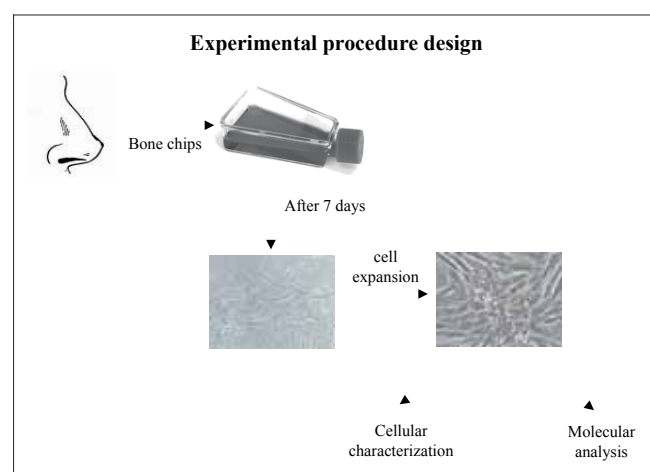 Experimental procedure design
Bone chips
After 7 days
cell
expansion
Cellular
characterization
Molecular
analysis